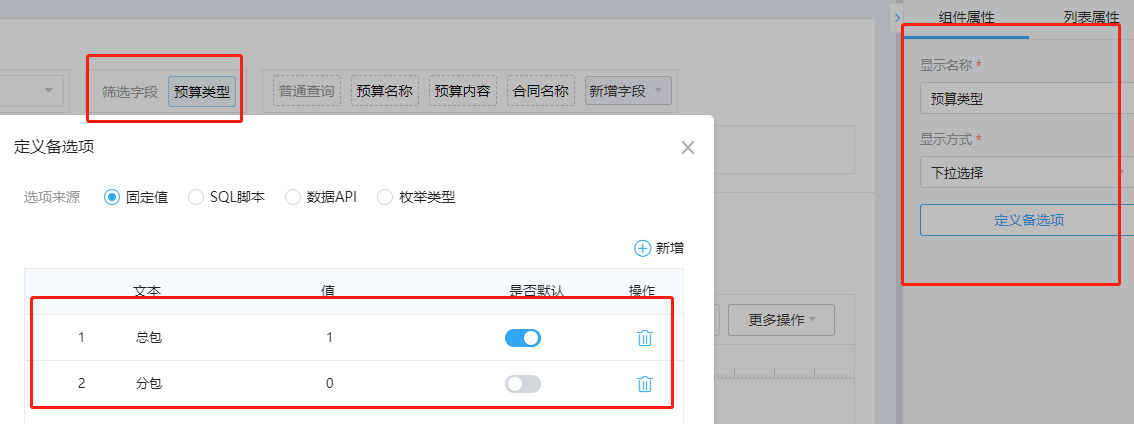 组件属性 列表属性
筛选字段 预算类型 普通查询 预算名称 预算内容 合同名称 新增字段
显示名称 *
预算类型
显示方式 *
下拉选择
定义备选项
定义备选项
选项来源 固定值 SQL脚本 数据API 枚举类型
新增
文本 值 是否默认 操作
1 总包 1
2 分包 0
更多操作